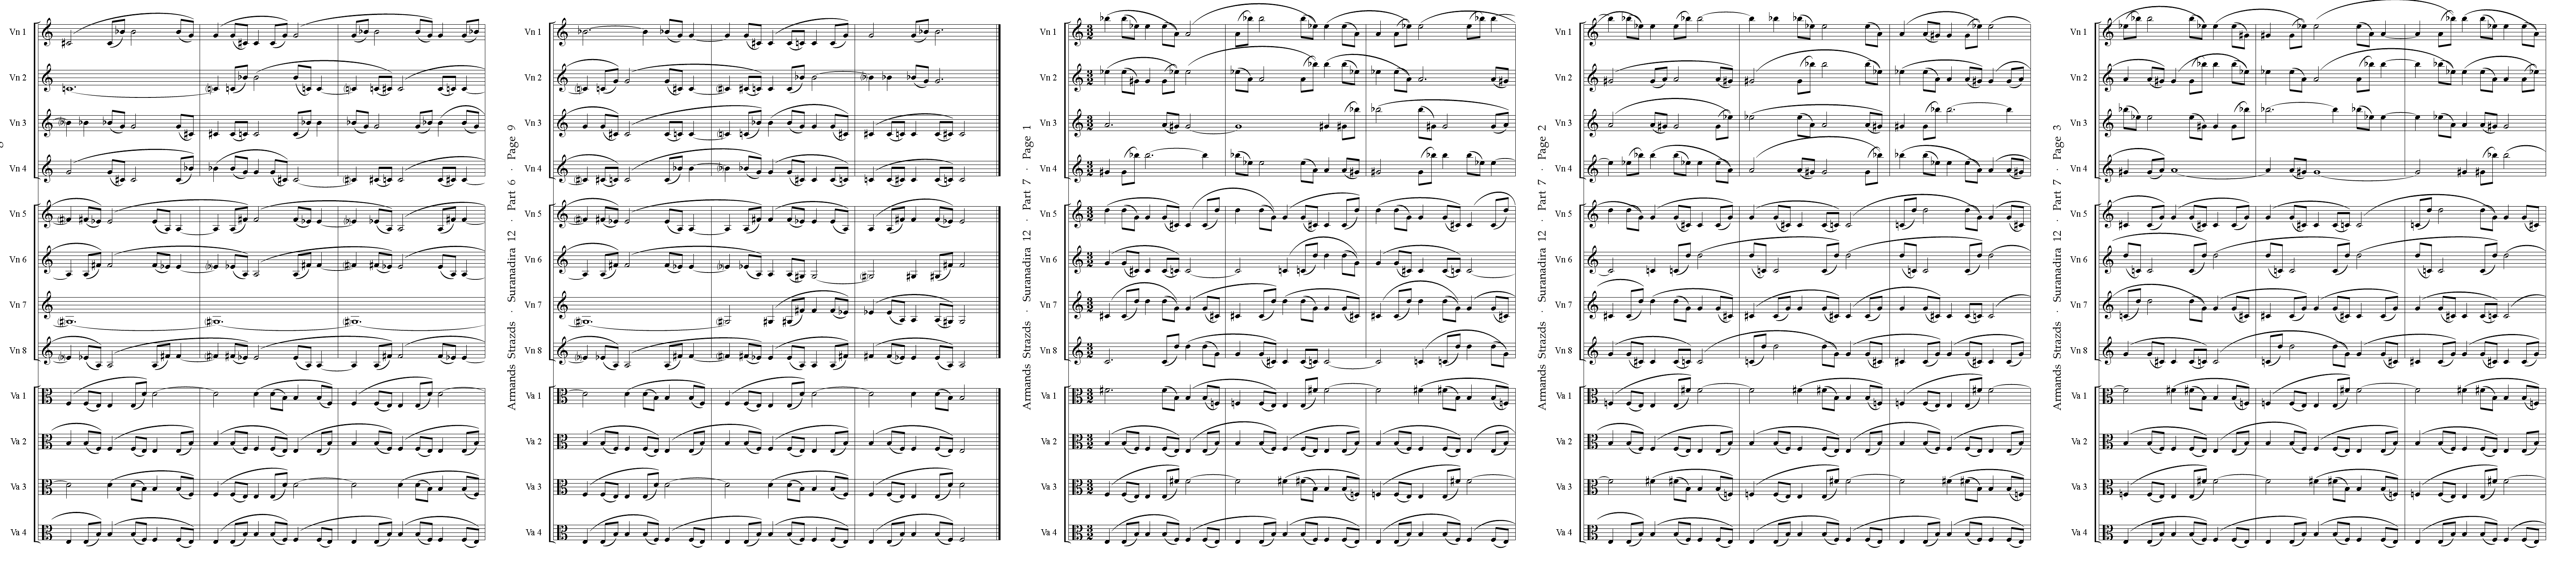 Vn 1
Vn 2
Vn 3
Vn 4
Vn 5
Vn 6
Vn 7
Vn 8
Va 1
Va 2
Va 3
Va 4
Armands Strazds · Suranadira 12 · Part 6 · Page 9
Vn 1
Vn 2
Vn 3
Vn 4
Vn 5
Vn 6
Vn 7
Vn 8
Va 1
Va 2
Va 3
Va 4
Armands Strazds · Suranadira 12 · Part 7 · Page 1
Vn 1
Vn 2
Vn 3
Vn 4
Vn 5
Vn 6
Vn 7
Vn 8
Va 1
Va 2
Va 3
Va 4
Armands Strazds · Suranadira 12 · Part 7 · Page 2
Vn 1
Vn 2
Vn 3
Vn 4
Vn 5
Vn 6
Vn 7
Vn 8
Va 1
Va 2
Va 3
Va 4
Armands Strazds · Suranadira 12 · Part 7 · Page 3
Vn 1
Vn 2
Vn 3
Vn 4
Vn 5
Vn 6
Vn 7
Vn 8
Va 1
Va 2
Va 3
Va 4